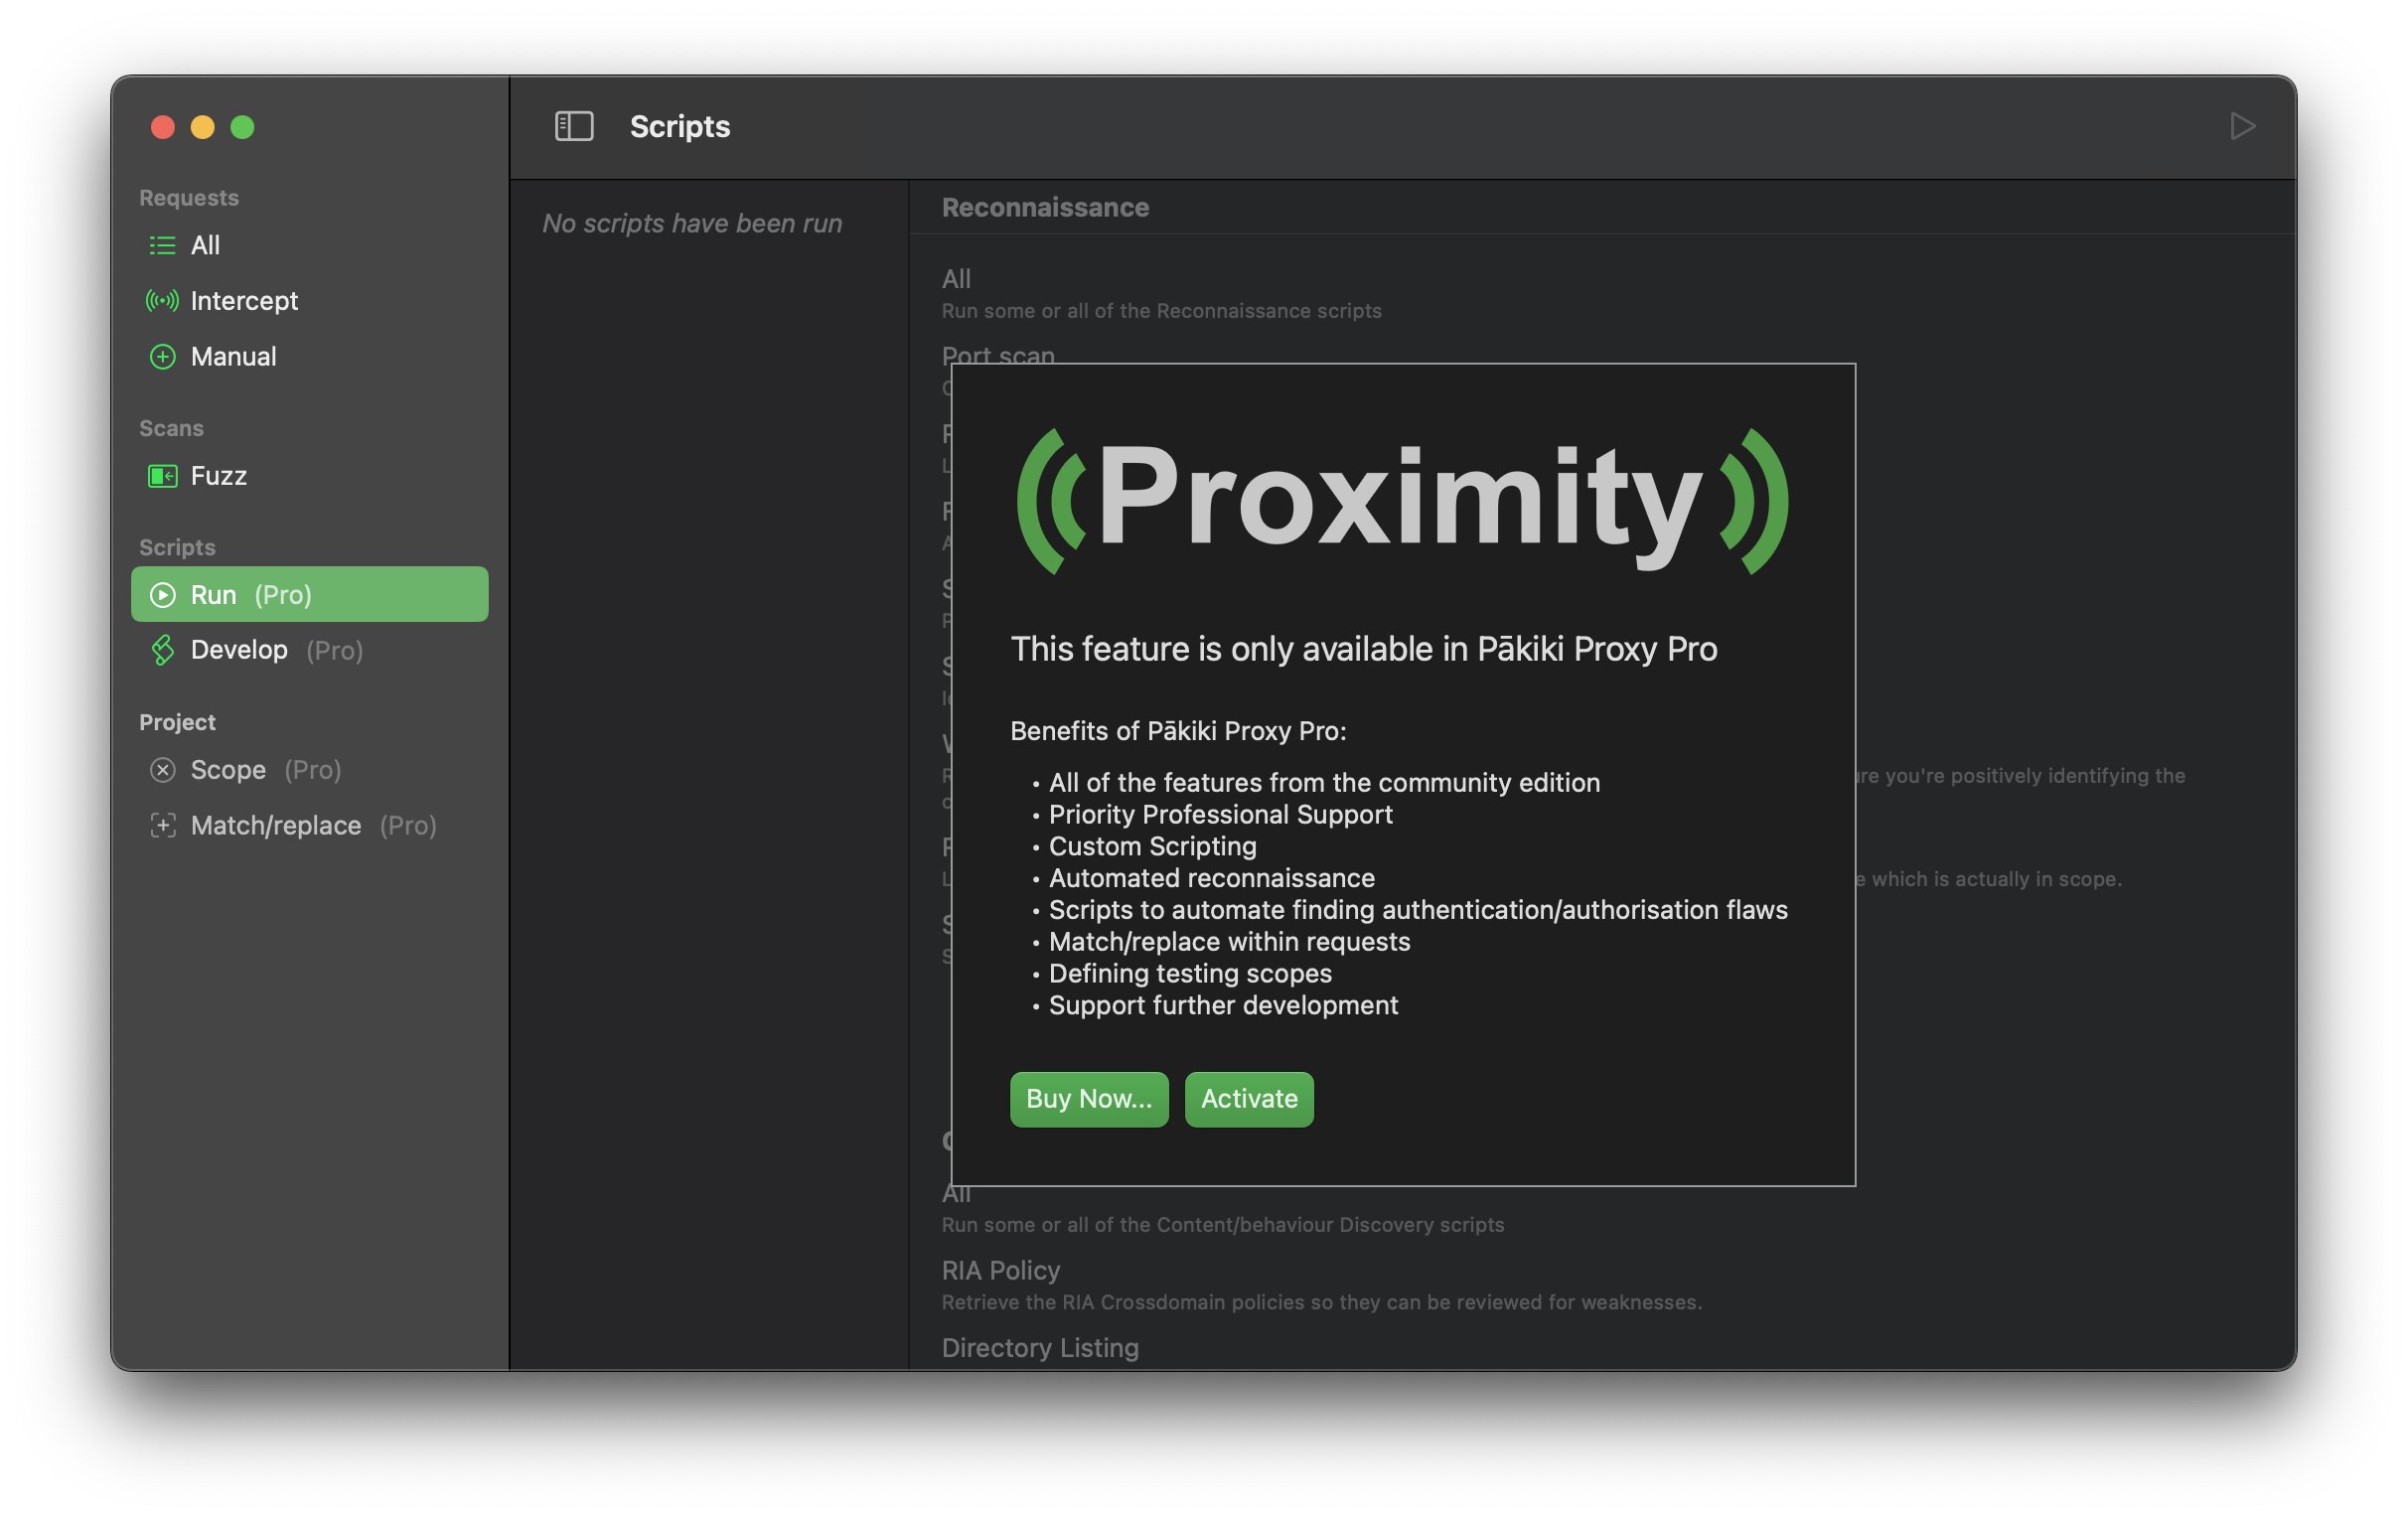 Scripts
Requests
All
Intercept
Manual
Scans
Fuzz
Scripts
Run (Pro)
Develop (Pro)
Project
Scope (Pro)
Match/replace (Pro)
No scripts have been run
Reconnaissance
All
Run some or all of the Reconnaissance scripts
Port scan
Proximity
This feature is only available in Pākiki Proxy Pro
Benefits of Pākiki Proxy Pro:
• All of the features from the community edition
• Priority Professional Support
• Custom Scripting
• Automated reconnaissance
• Scripts to automate finding authentication/authorisation flaws
• Match/replace within requests
• Defining testing scopes
• Support further development
Buy Now...
Activate
you're positively identifying the
which is actually in scope.
All
Run some or all of the Content/behaviour Discovery scripts
RIA Policy
Retrieve the RIA Crossdomain policies so they can be reviewed for weaknesses.
Directory Listing